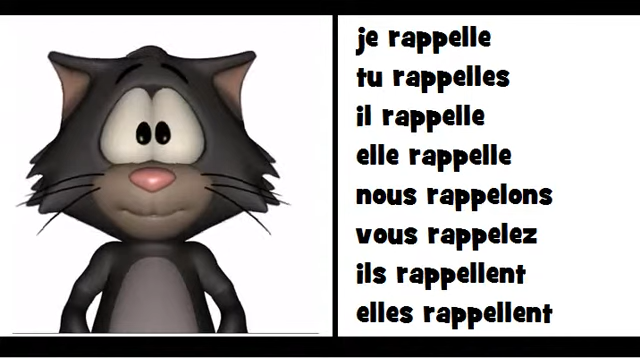 je rappelle
tu rappelles
il rappelle
elle rappelle
nous rappelons
vous rappelez
ils rappellent
elles rappellent